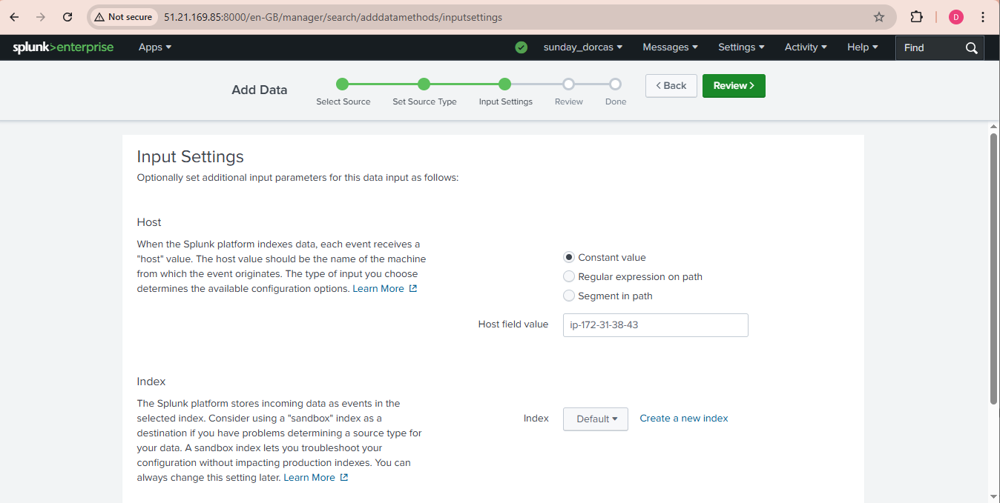 Not secure 51.21.169.85:8000/en-GB/manager/search/adddatamethods/inputsettings
D
splunk>enterprise Apps sunday_dorcas Messages Settings Activity Help Find
Add Data
Select Source Set Source Type Input Settings Review Done
Back Review
Input Settings
Optionally set additional input parameters for this data input as follows:
Host
When the Splunk platform indexes data, each event receives a
"host" value. The host value should be the name of the machine
from which the event originates. The type of input you choose
determines the available configuration options. Learn More
Constant value
Regular expression on path
Segment in path
Host field value ip-172-31-38-43
Index
The Splunk platform stores incoming data as events in the
selected index. Consider using a "sandbox" index as a
destination if you have problems determining a source type for
your data. A sandbox index lets you troubleshoot your
configuration without impacting production indexes. You can
always change this setting later. Learn More
Index Default Create a new index